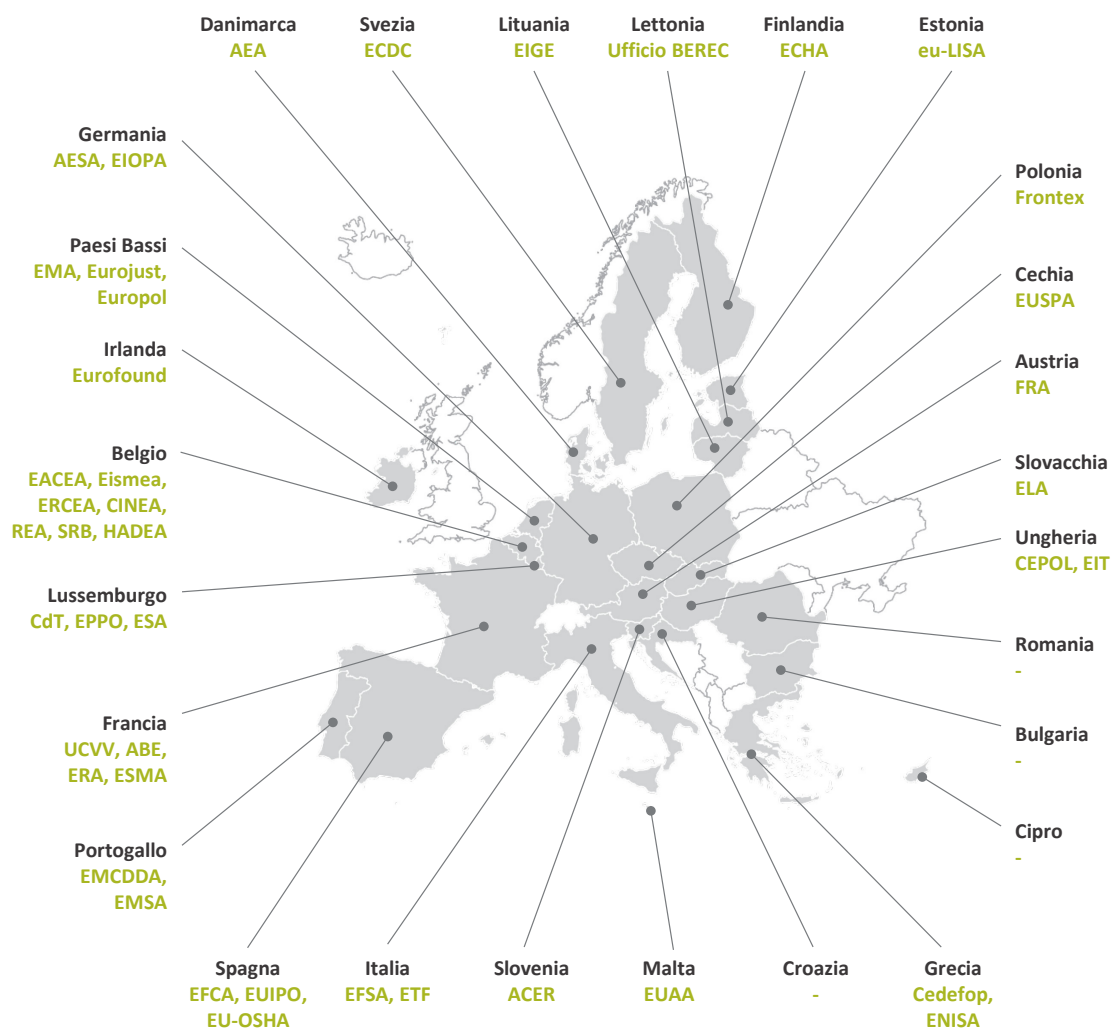 Danimarca
AEA
Svezia
ECDC
Lituania
EIGE
Lettonia
Ufficio BEREC
Finlandia
ECHA
Estonia
eu-LISA
Germania
AESA, EIOPA
Paesi Bassi
EMA, Eurojust,
Europol
Irlanda
Eurofound
Belgio
EACEA, Eismea,
ERCEA, CINEA,
REA, SRB, HADEA
Lussemburgo
CdT, EPPO, ESA
Francia
UCVV, ABE,
ERA, ESMA
Portogallo
EMCDDA,
EMSA
Polonia
Frontex
Cechia
EUSPA
Austria
FRA
Slovacchia
ELA
Ungheria
CEPOL, EIT
Romania
-
Bulgaria
-
Cipro
-
Spagna
EFCA, EUIPO,
EU-OSHA
Italia
EFSA, ETF
Slovenia
ACER
Malta
EUAA
Croazia
-
Grecia
Cedefop,
ENISA